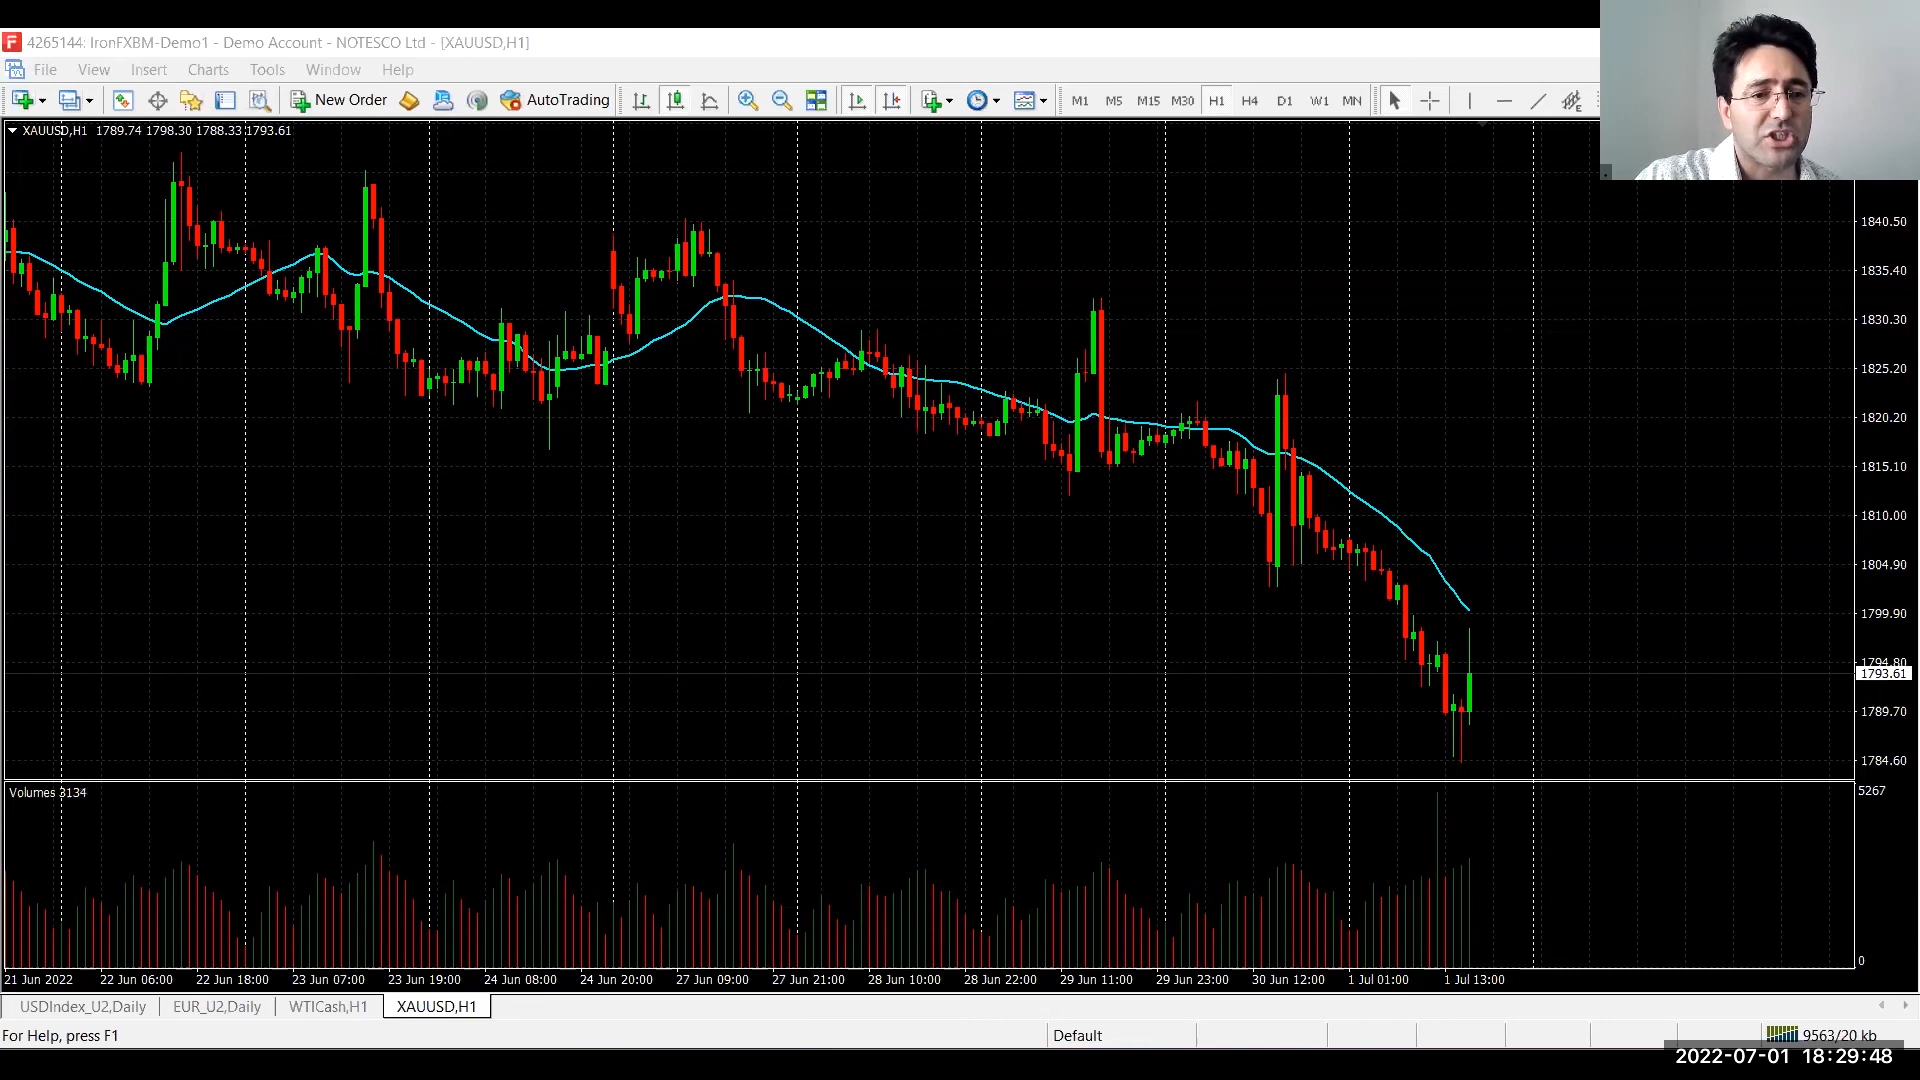 4265144: IronFXBM-Demo1 - Demo Account - NOTESCO Ltd - [XAUUSD,H1]
File View Insert Charts Tools Window Help
New Order AutoTrading M1 M5 M15 M30 H1 H4 D1 W1 MN
XAUUSD,H1 1789.74 1798.30 1788.33 1793.61
1840.50
1835.40
1830.30
1825.20
1820.20
1815.10
1810.00
1804.90
1799.90
1794.80
1793.61
1789.70
1784.60
Volumes 3134
5267
0
21 Jun 2022 22 Jun 06:00 22 Jun 18:00 23 Jun 07:00 23 Jun 19:00 24 Jun 08:00 24 Jun 20:00 27 Jun 09:00 27 Jun 21:00 28 Jun 10:00 28 Jun 22:00 29 Jun 11:00 29 Jun 23:00 30 Jun 12:00 1 Jul 01:00 1 Jul 13:00
USDIndex_U2,Daily EUR_U2,Daily WTICash,H1 XAUUSD,H1
For Help, press F1 Default 9563/20 kb
2022-07-01 18:29:48